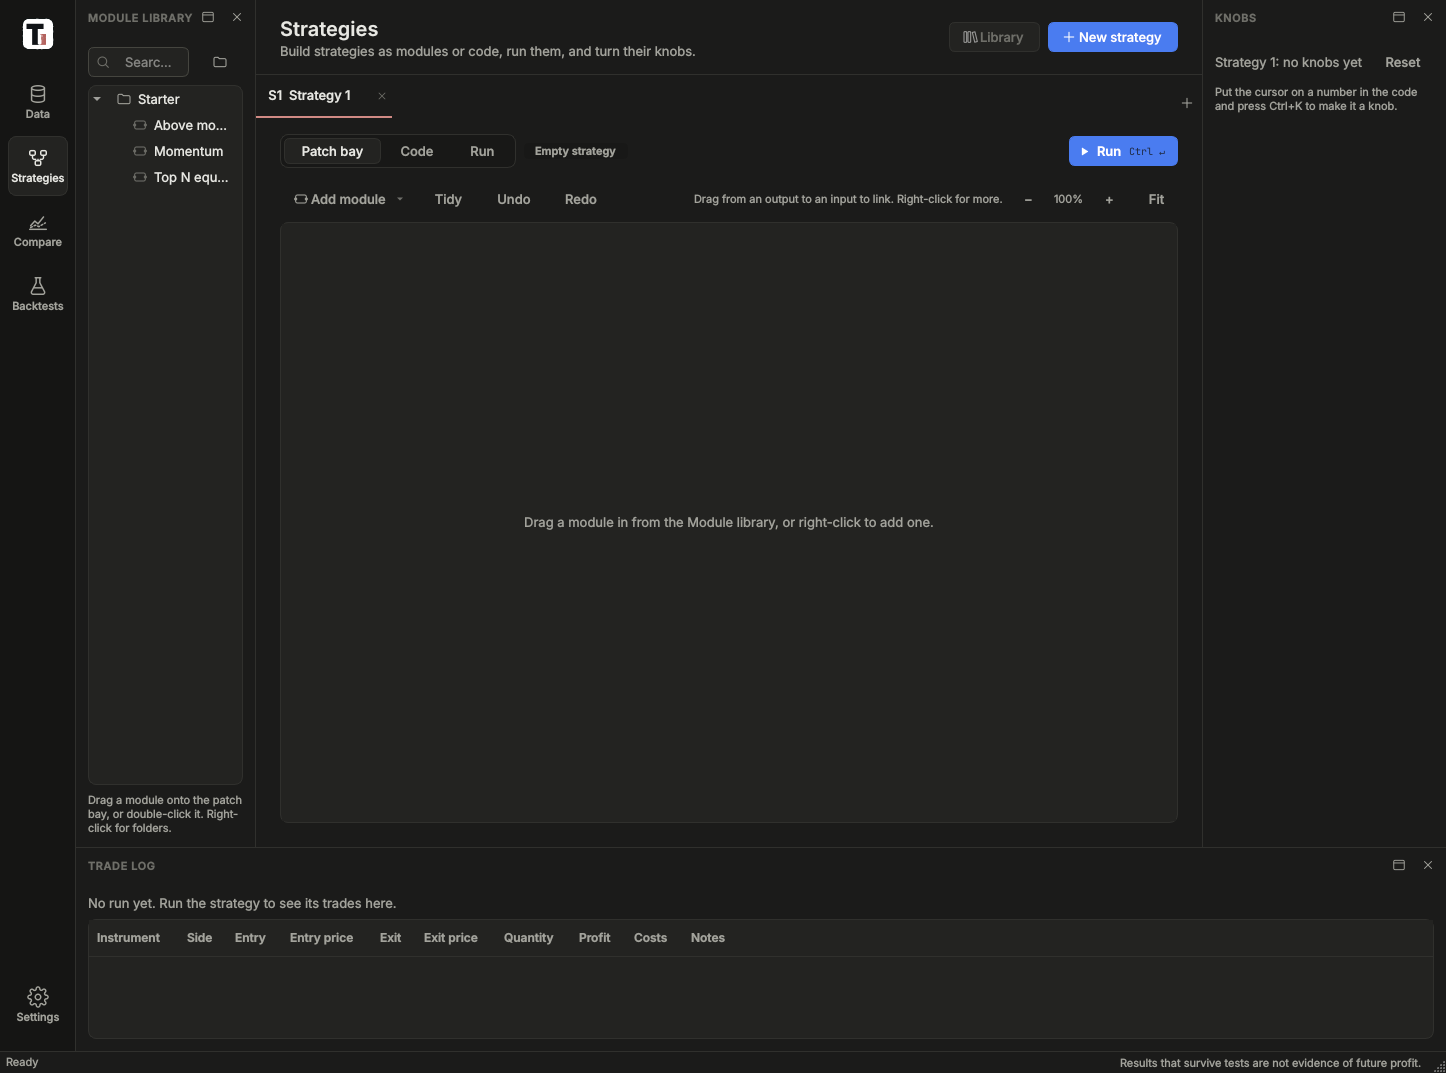 MODULE LIBRARY
Searc...
Starter
Above mo...
Momentum
Top N equ...
Drag a module onto the patch
bay, or double-click it. Right-
click for folders.
Data
Strategies
Compare
Backtests
Settings
Strategies
Build strategies as modules or code, run them, and turn their knobs.
Library
New strategy
S1 Strategy 1
Patch bay
Code
Run
Empty strategy
Run Ctrl ↵
Add module
Tidy
Undo
Redo
Drag from an output to an input to link. Right-click for more.
− 100% +
Fit
Drag a module in from the Module library, or right-click to add one.
KNOBS
Strategy 1: no knobs yet
Reset
Put the cursor on a number in the code
and press Ctrl+K to make it a knob.
TRADE LOG
No run yet. Run the strategy to see its trades here.
Instrument Side Entry Entry price Exit Exit price Quantity Profit Costs Notes
Ready
Results that survive tests are not evidence of future profit.